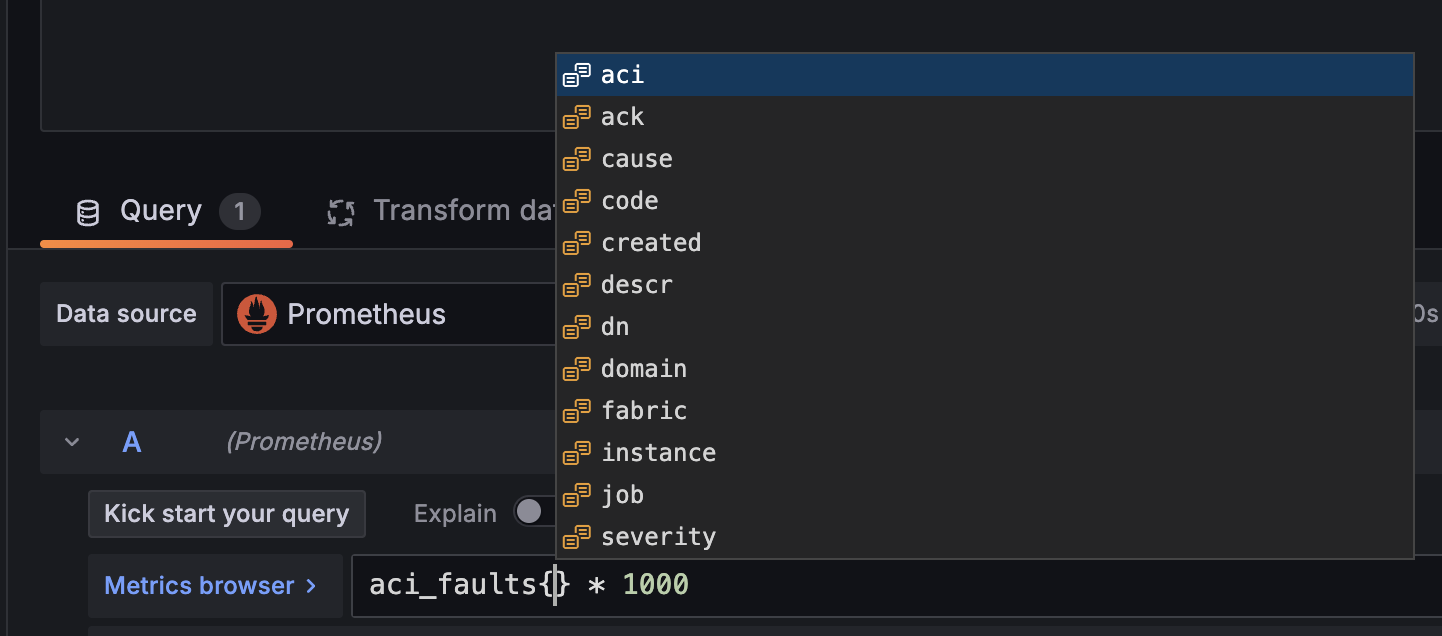 aci
ack
cause
code
created
descr
dn
domain
fabric
instance
job
severity
Query 1 Transform da
Data source Prometheus 0s
A (Prometheus)
Kick start your query Explain
Metrics browser > aci_faults{} * 1000